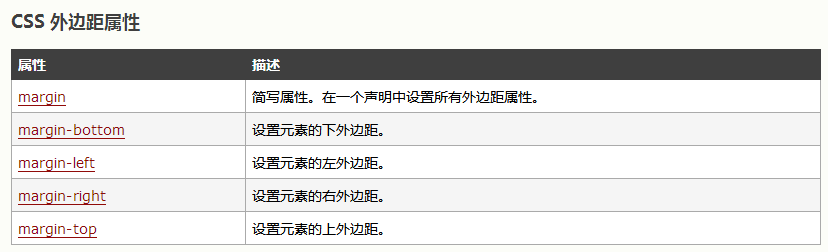 CSS 外边距属性
属性 描述
margin 简写属性。在一个声明中设置所有外边距属性。
margin-bottom 设置元素的下外边距。
margin-left 设置元素的左外边距。
margin-right 设置元素的右外边距。
margin-top 设置元素的上外边距。